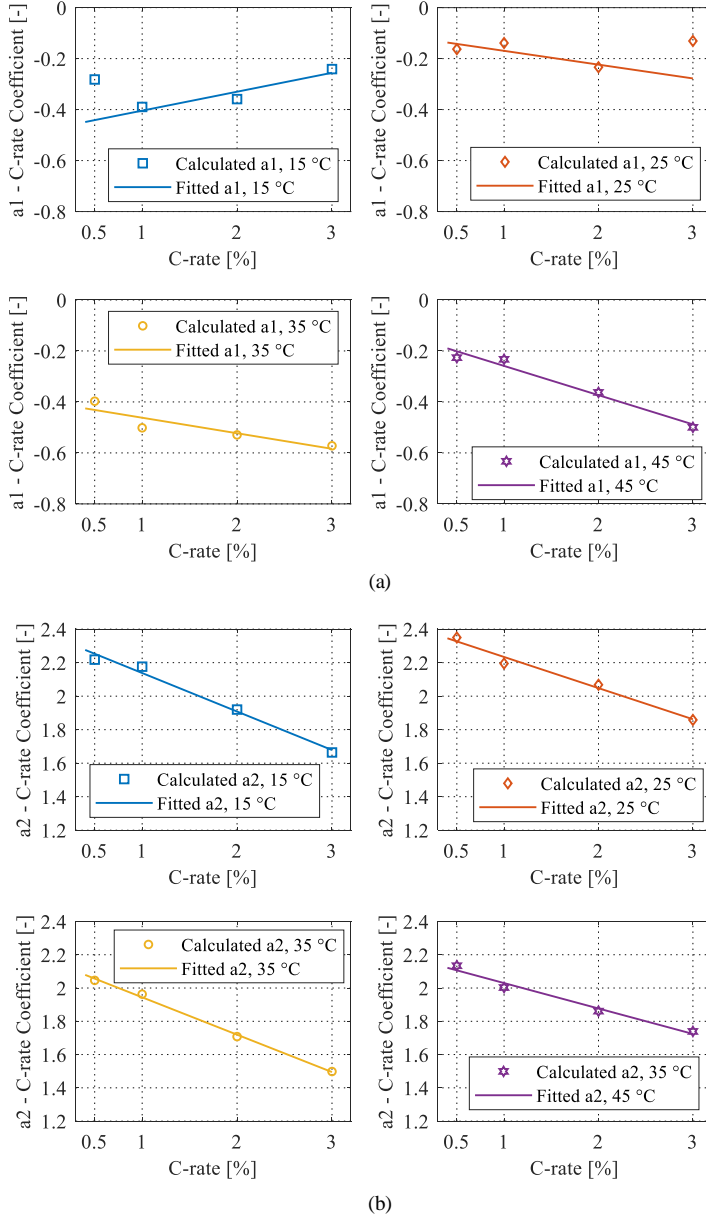 a1 - C-rate Coefficient [-]
0
-0.2
-0.4
-0.6
-0.8
Calculated a1, 15 °C
Fitted a1, 15 °C
0.5 1 2 3
C-rate [%]
a1 - C-rate Coefficient [-]
0
-0.2
-0.4
-0.6
-0.8
Calculated a1, 25 °C
Fitted a1, 25 °C
0.5 1 2 3
C-rate [%]
a1 - C-rate Coefficient [-]
0
-0.2
-0.4
-0.6
-0.8
Calculated a1, 35 °C
Fitted a1, 35 °C
0.5 1 2 3
C-rate [%]
a1 - C-rate Coefficient [-]
0
-0.2
-0.4
-0.6
-0.8
Calculated a1, 45 °C
Fitted a1, 45 °C
0.5 1 2 3
C-rate [%]
(a)
a2 - C-rate Coefficient [-]
2.4
2.2
2
1.8
1.6
1.4
1.2
Calculated a2, 15 °C
Fitted a2, 15 °C
0.5 1 2 3
C-rate [%]
a2 - C-rate Coefficient [-]
2.4
2.2
2
1.8
1.6
1.4
1.2
Calculated a2, 25 °C
Fitted a2, 25 °C
0.5 1 2 3
C-rate [%]
a2 - C-rate Coefficient [-]
2.4
2.2
2
1.8
1.6
1.4
1.2
Calculated a2, 35 °C
Fitted a2, 35 °C
0.5 1 2 3
C-rate [%]
a2 - C-rate Coefficient [-]
2.4
2.2
2
1.8
1.6
1.4
1.2
Calculated a2, 35 °C
Fitted a2, 45 °C
0.5 1 2 3
C-rate [%]
(b)